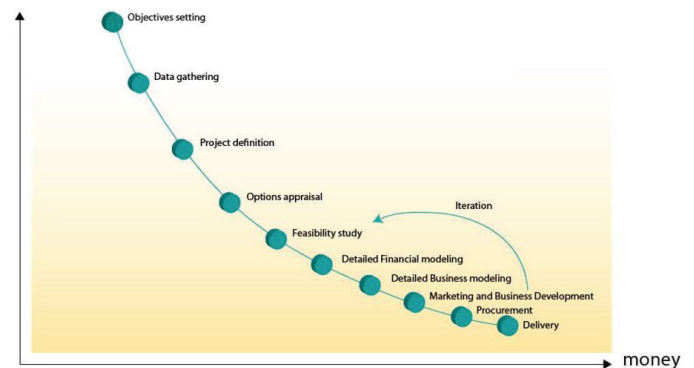 Objectives setting
Data gathering
Project definition
Options appraisal
Iteration
Feasibility study
Detailed Financial modeling
Detailed Business modeling
Marketing and Business Development
Procurement
Delivery
money